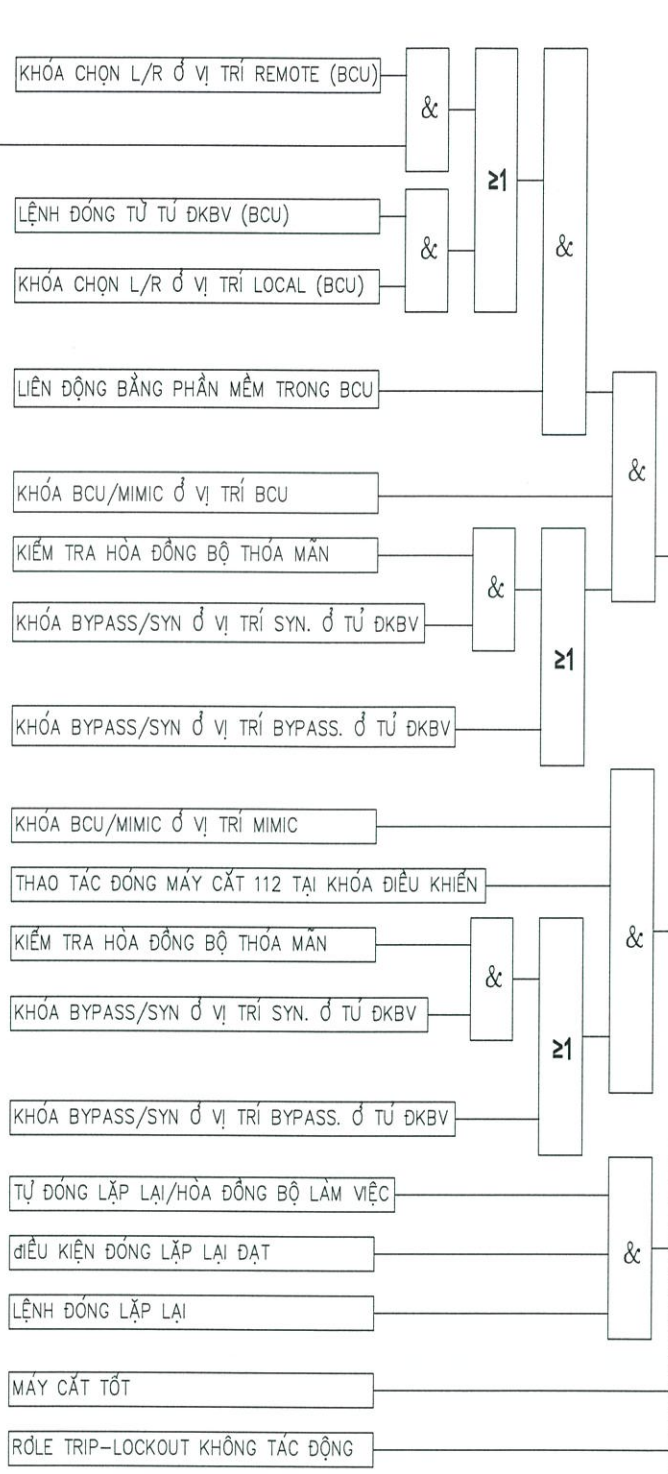 KHÓA CHỌN L/R Ở VỊ TRÍ REMOTE (BCU)
&
≥1
LỆNH ĐÓNG TỪ TỦ ĐKBV (BCU)
&
&
KHÓA CHỌN L/R Ở VỊ TRÍ LOCAL (BCU)
LIÊN ĐỘNG BẰNG PHẦN MỀM TRONG BCU
&
KHÓA BCU/MIMIC Ở VỊ TRÍ BCU
KIỂM TRA HÒA ĐỒNG BỘ THỎA MÃN
&
KHÓA BYPASS/SYN Ở VỊ TRÍ SYN. Ở TỦ ĐKBV
≥1
KHÓA BYPASS/SYN Ở VỊ TRÍ BYPASS. Ở TỦ ĐKBV
KHÓA BCU/MIMIC Ở VỊ TRÍ MIMIC
THAO TÁC ĐÓNG MÁY CẮT 112 TẠI KHÓA ĐIỀU KHIỂN
KIỂM TRA HÒA ĐỒNG BỘ THỎA MÃN
&
&
KHÓA BYPASS/SYN Ở VỊ TRÍ SYN. Ở TỦ ĐKBV
≥1
KHÓA BYPASS/SYN Ở VỊ TRÍ BYPASS. Ở TỦ ĐKBV
TỰ ĐÓNG LẶP LẠI/HÒA ĐỒNG BỘ LÀM VIỆC
đIỀU KIỆN ĐÓNG LẶP LẠI ĐẠT
&
LỆNH ĐÓNG LẶP LẠI
MÁY CẮT TỐT
RƠLE TRIP-LOCKOUT KHÔNG TÁC ĐỘNG